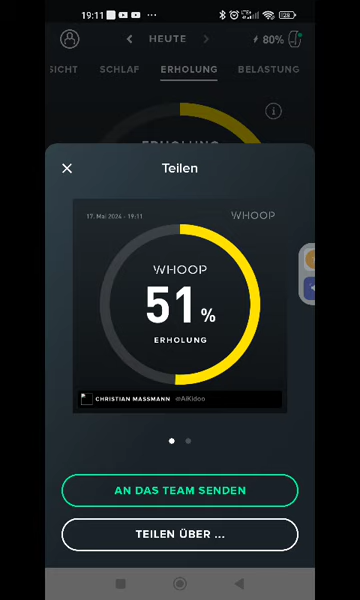 19:11
HEUTE
80%
SICHT SCHLAF ERHOLUNG BELASTUNG
ERHOLUNG
Teilen
17. Mai 2024 - 19:11 WHOOP
WHOOP
51 %
ERHOLUNG
CHRISTIAN MASSMANN @AiKidoo
AN DAS TEAM SENDEN
TEILEN ÜBER ...